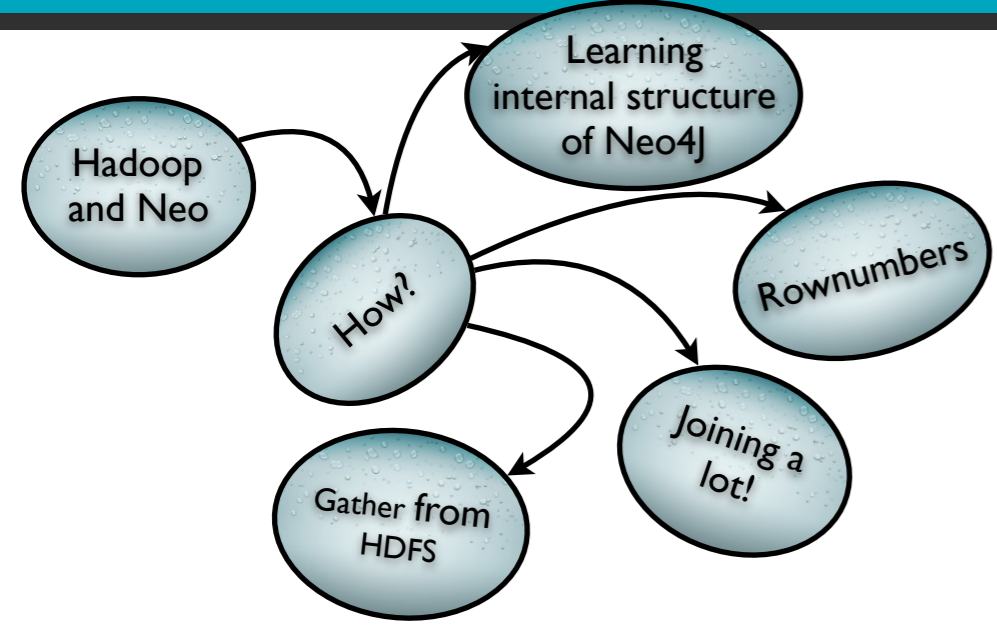 Learning
internal structure
of Neo4J
Hadoop
and Neo
How?
Rownumbers
Joining a
lot!
Gather from
HDFS